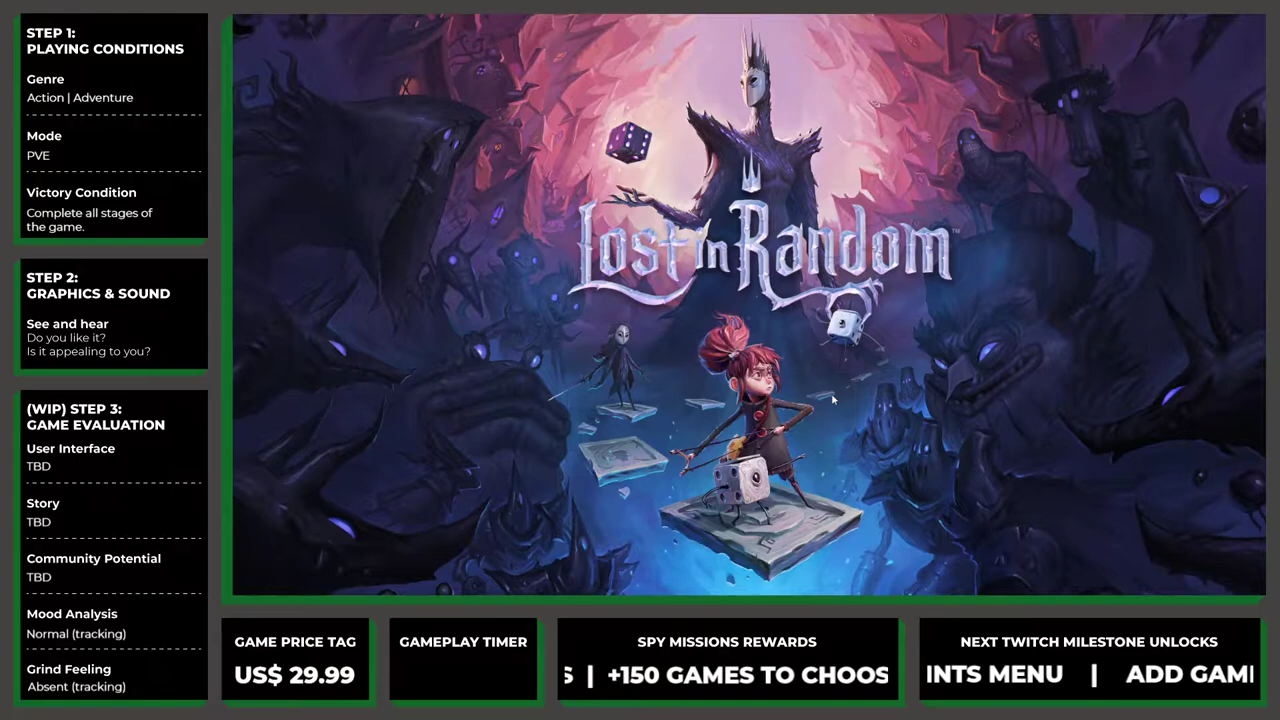 STEP 1:
PLAYING CONDITIONS
Genre
Action | Adventure
Mode
PVE
Victory Condition
Complete all stages of
the game.
STEP 2:
GRAPHICS & SOUND
See and hear
Do you like it?
Is it appealing to you?
(WIP) STEP 3:
GAME EVALUATION
User Interface
TBD
Story
TBD
Community Potential
TBD
Mood Analysis
Normal (tracking)
Grind Feeling
Absent (tracking)
Lost in Random™
GAME PRICE TAG
US$ 29.99
GAMEPLAY TIMER
SPY MISSIONS REWARDS
S | +150 GAMES TO CHOOS
NEXT TWITCH MILESTONE UNLOCKS
INTS MENU | ADD GAMI